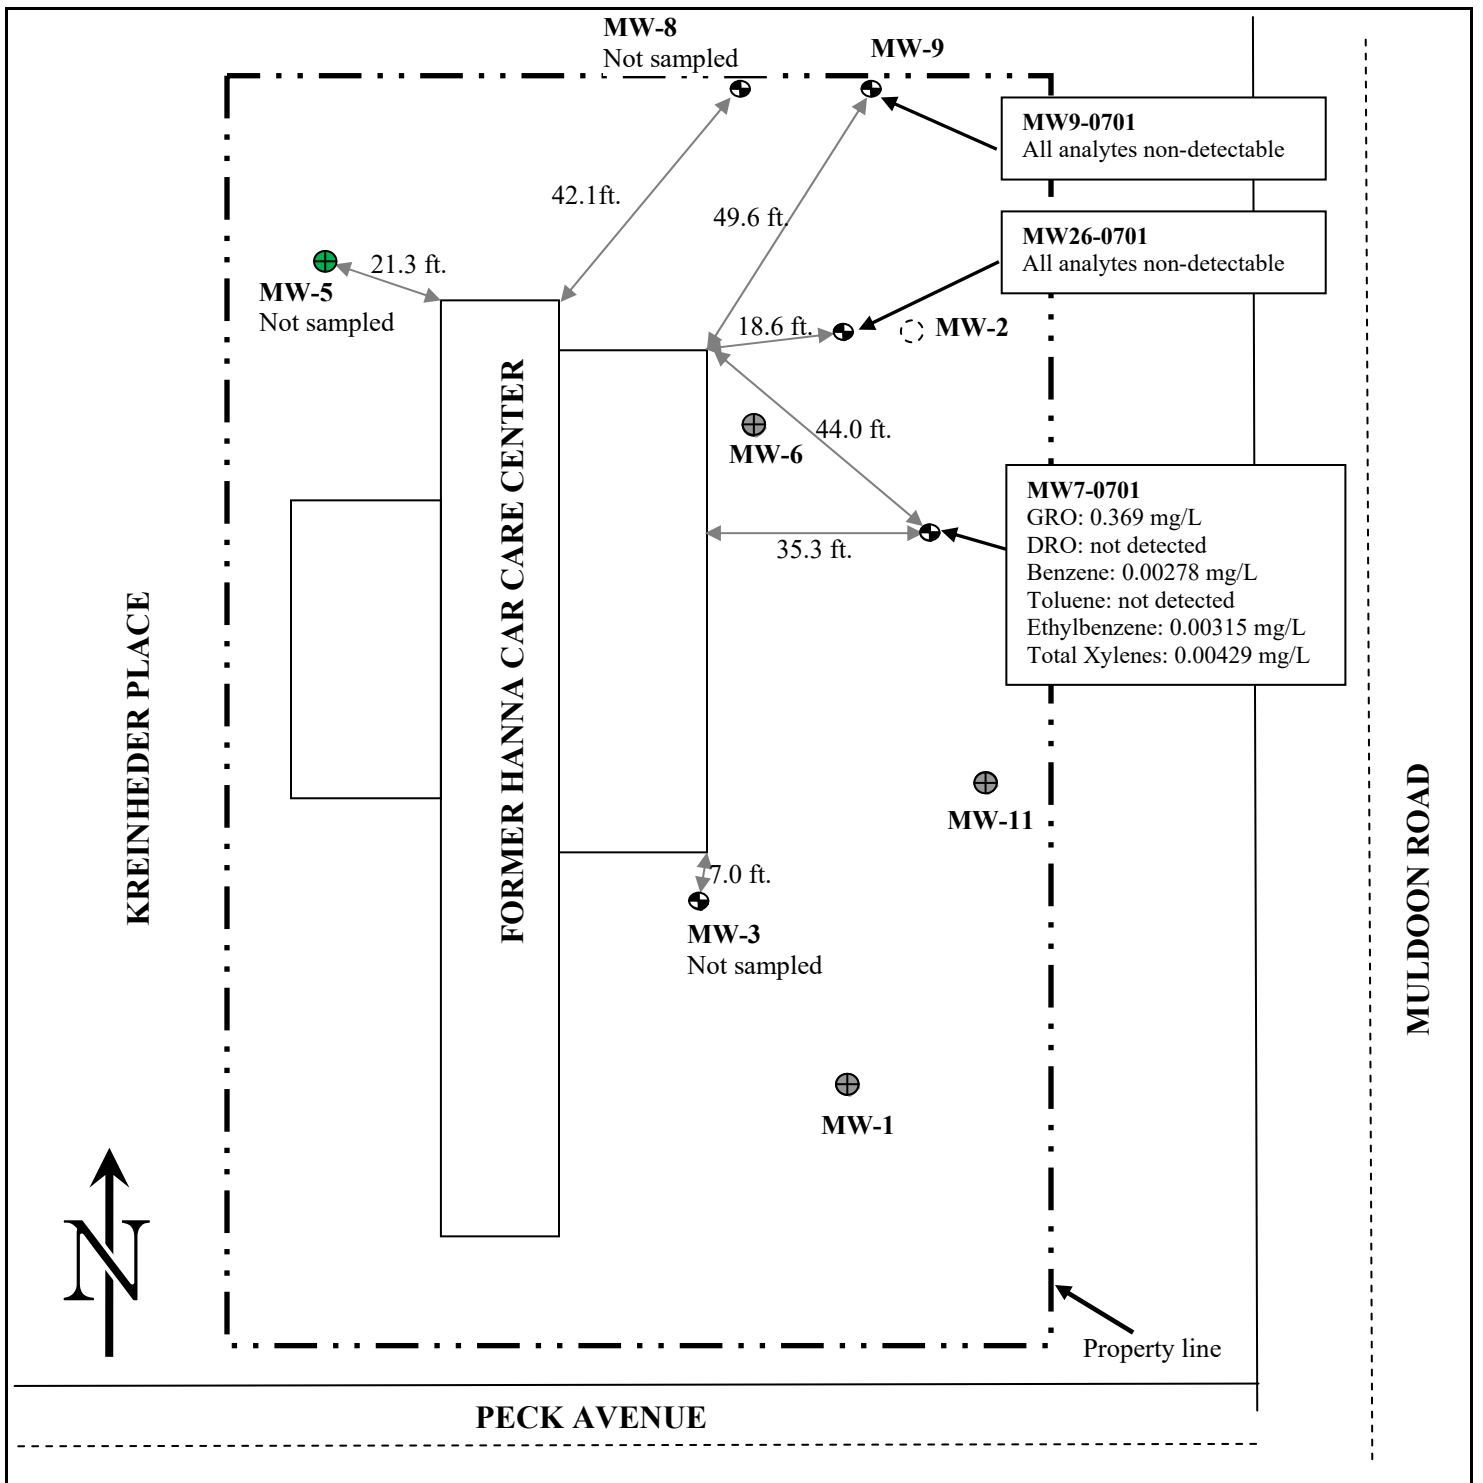 MW-8
Not sampled
MW-9
MW9-0701
All analytes non-detectable
42.1ft.
49.6 ft.
MW26-0701
All analytes non-detectable
21.3 ft.
MW-5
Not sampled
18.6 ft.
MW-2
44.0 ft.
MW-6
MW7-0701
GRO: 0.369 mg/L
DRO: not detected
Benzene: 0.00278 mg/L
Toluene: not detected
Ethylbenzene: 0.00315 mg/L
Total Xylenes: 0.00429 mg/L
35.3 ft.
KREINHEDER PLACE
FORMER HANNA CAR CARE CENTER
MW-11
MULDOON ROAD
7.0 ft.
MW-3
Not sampled
MW-1
N
Property line
PECK AVENUE